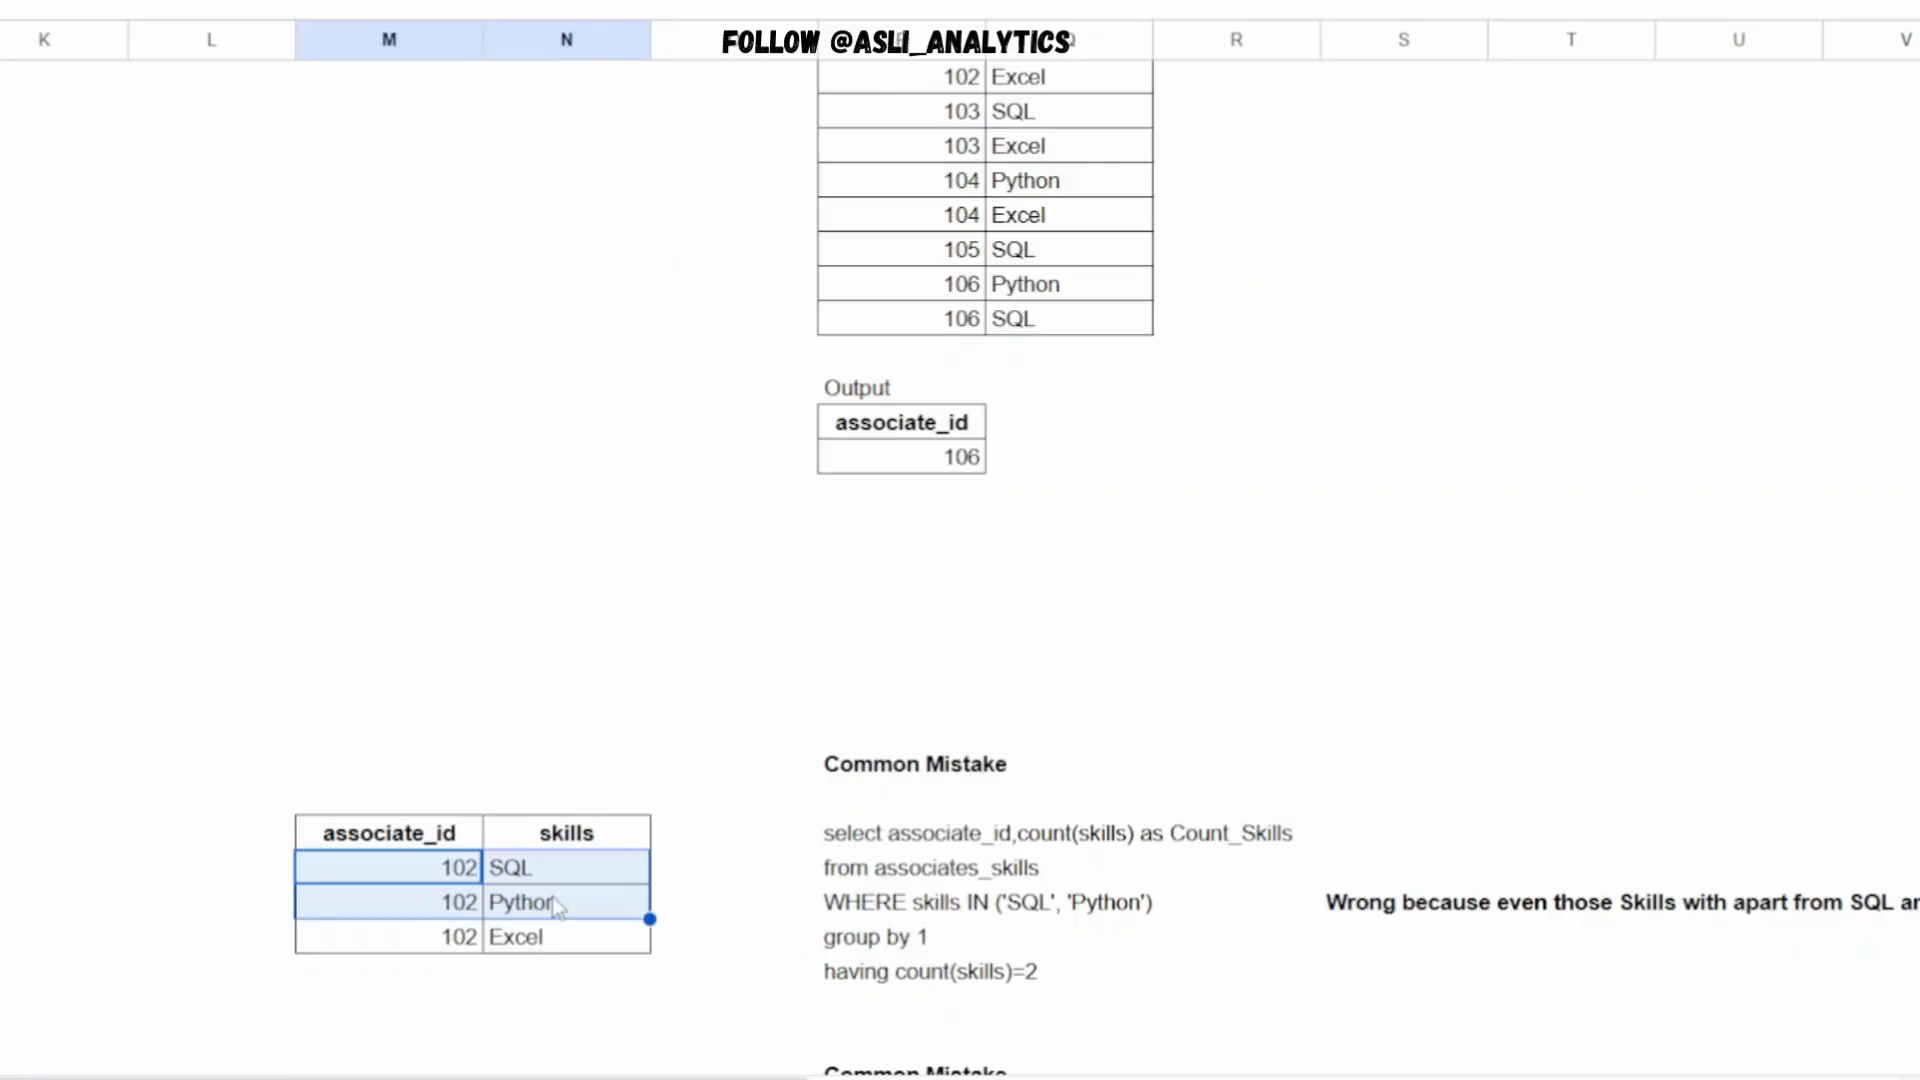 K L M N Q R S T U V
FOLLOW @ASLI_ANALYTICS
102 Excel
103 SQL
103 Excel
104 Python
104 Excel
105 SQL
106 Python
106 SQL
Output
associate_id
106
Common Mistake
associate_id skills
102 SQL
102 Python
102 Excel
select associate_id,count(skills) as Count_Skills
from associates_skills
WHERE skills IN ('SQL', 'Python')
group by 1
having count(skills)=2
Wrong because even those Skills with apart from SQL
Common Mistake